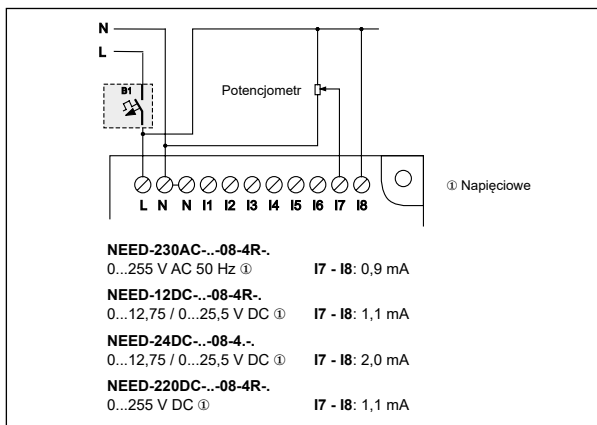 N
L
B1
Potencjometr
L N N I1 I2 I3 I4 I5 I6 I7 I8
① Napięciowe
NEED-230AC-..-08-4R-.
0...255 V AC 50 Hz ① I7 - I8: 0,9 mA
NEED-12DC-..-08-4R-.
0...12,75 / 0...25,5 V DC ① I7 - I8: 1,1 mA
NEED-24DC-..-08-4.-.
0...12,75 / 0...25,5 V DC ① I7 - I8: 2,0 mA
NEED-220DC-..-08-4R-.
0...255 V DC ① I7 - I8: 1,1 mA